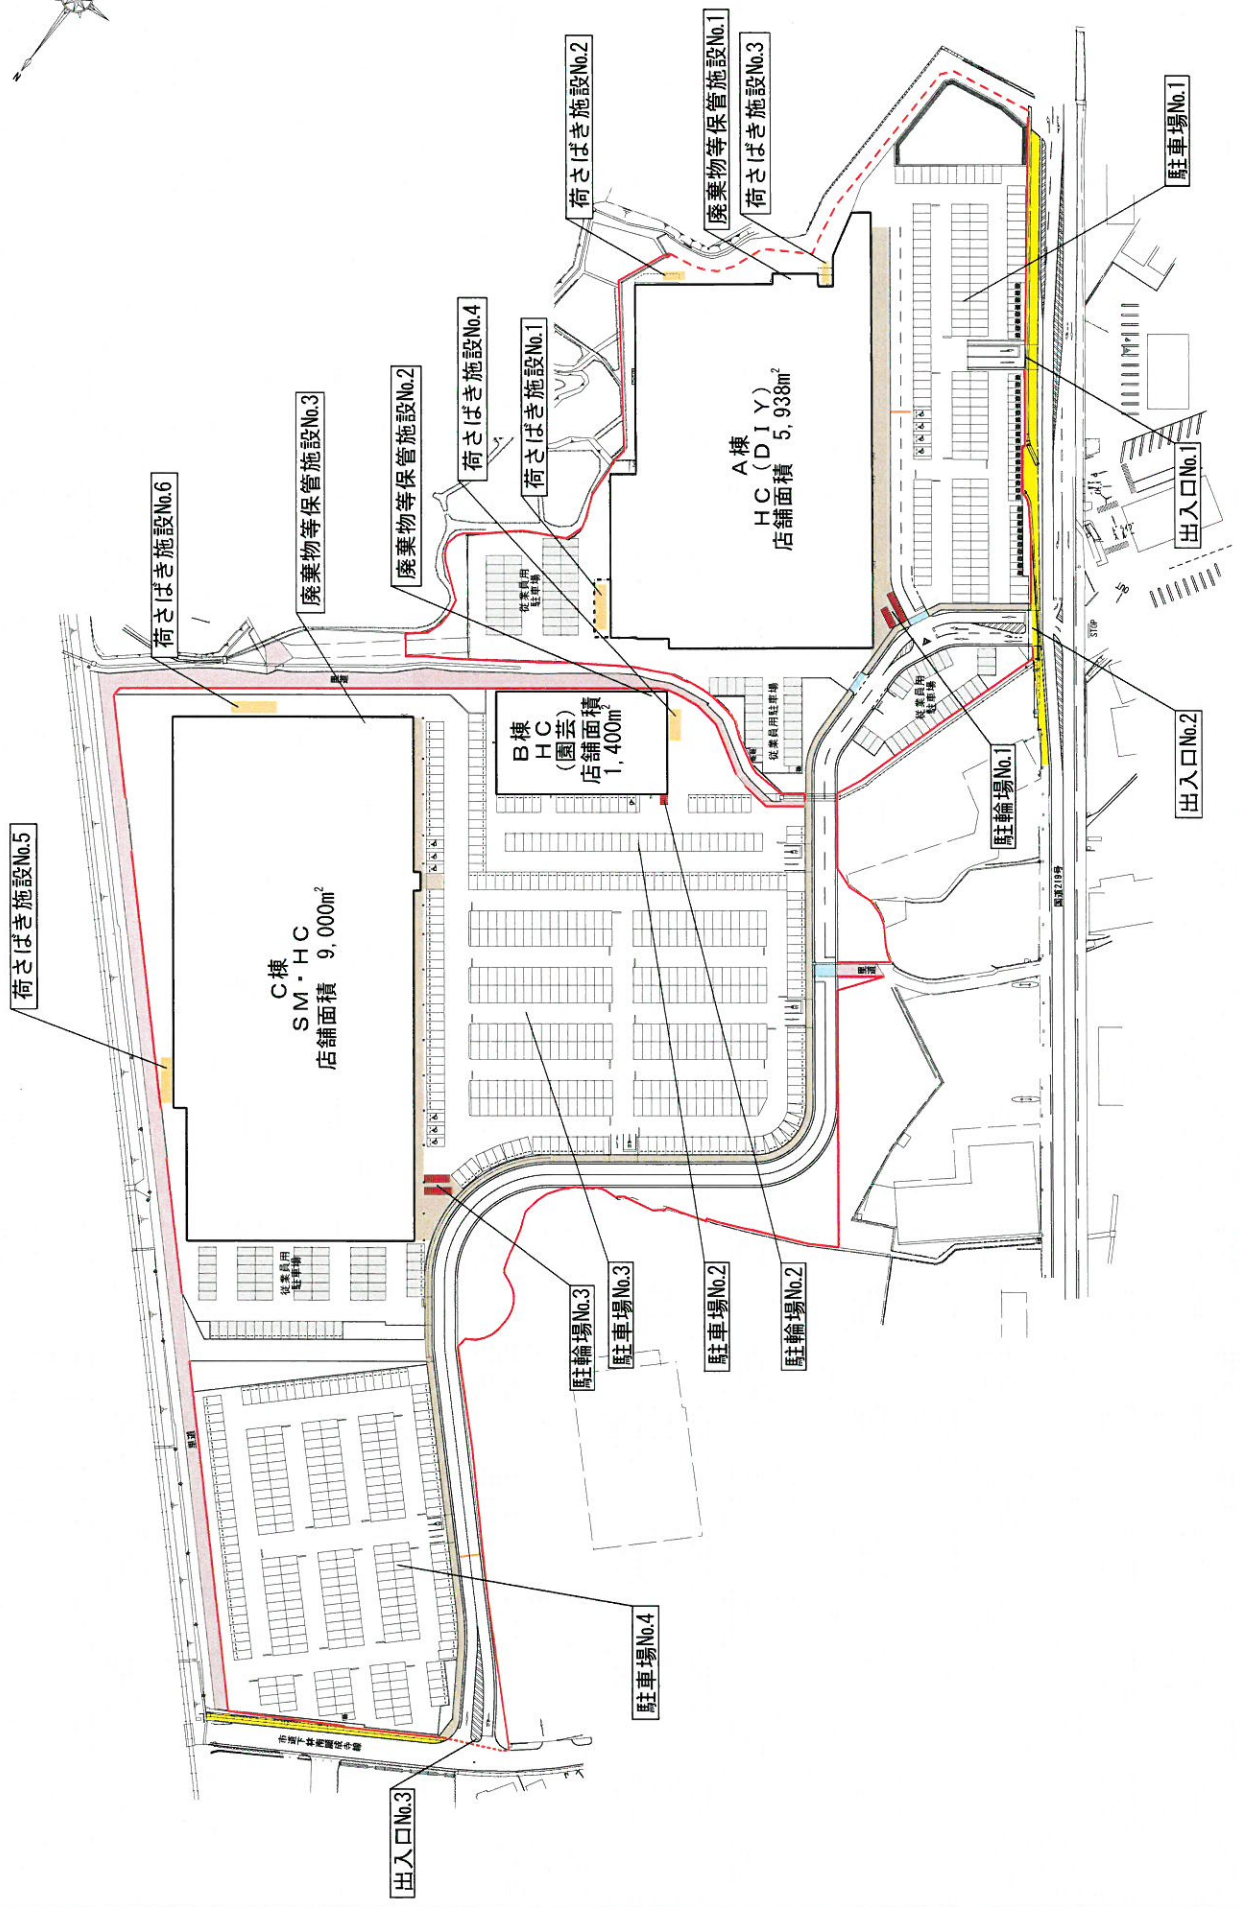 荷さばき施設No.5
荷さばき施設No.6
廃棄物等保管施設No.3
廃棄物等保管施設No.2
荷さばき施設No.4
荷さばき施設No.1
荷さばき施設No.2
廃棄物等保管施設No.1
荷さばき施設No.3
C棟
SM・HC
店舗面積 9,000m²
B棟
HC
(園芸)
店舗面積
1,400m²
A棟
HC(DIY)
店舗面積 5,938m²
従業員用
駐車場
従業員用
駐車場
従業員用駐車場
従業員用
駐車場
里道
里道
里道
国道219号
出入口No.3
駐車場No.4
駐輪場No.3
駐車場No.3
駐車場No.2
駐輪場No.2
駐輪場No.1
出入口No.2
出入口No.1
駐車場No.1
STOP
OUT
N